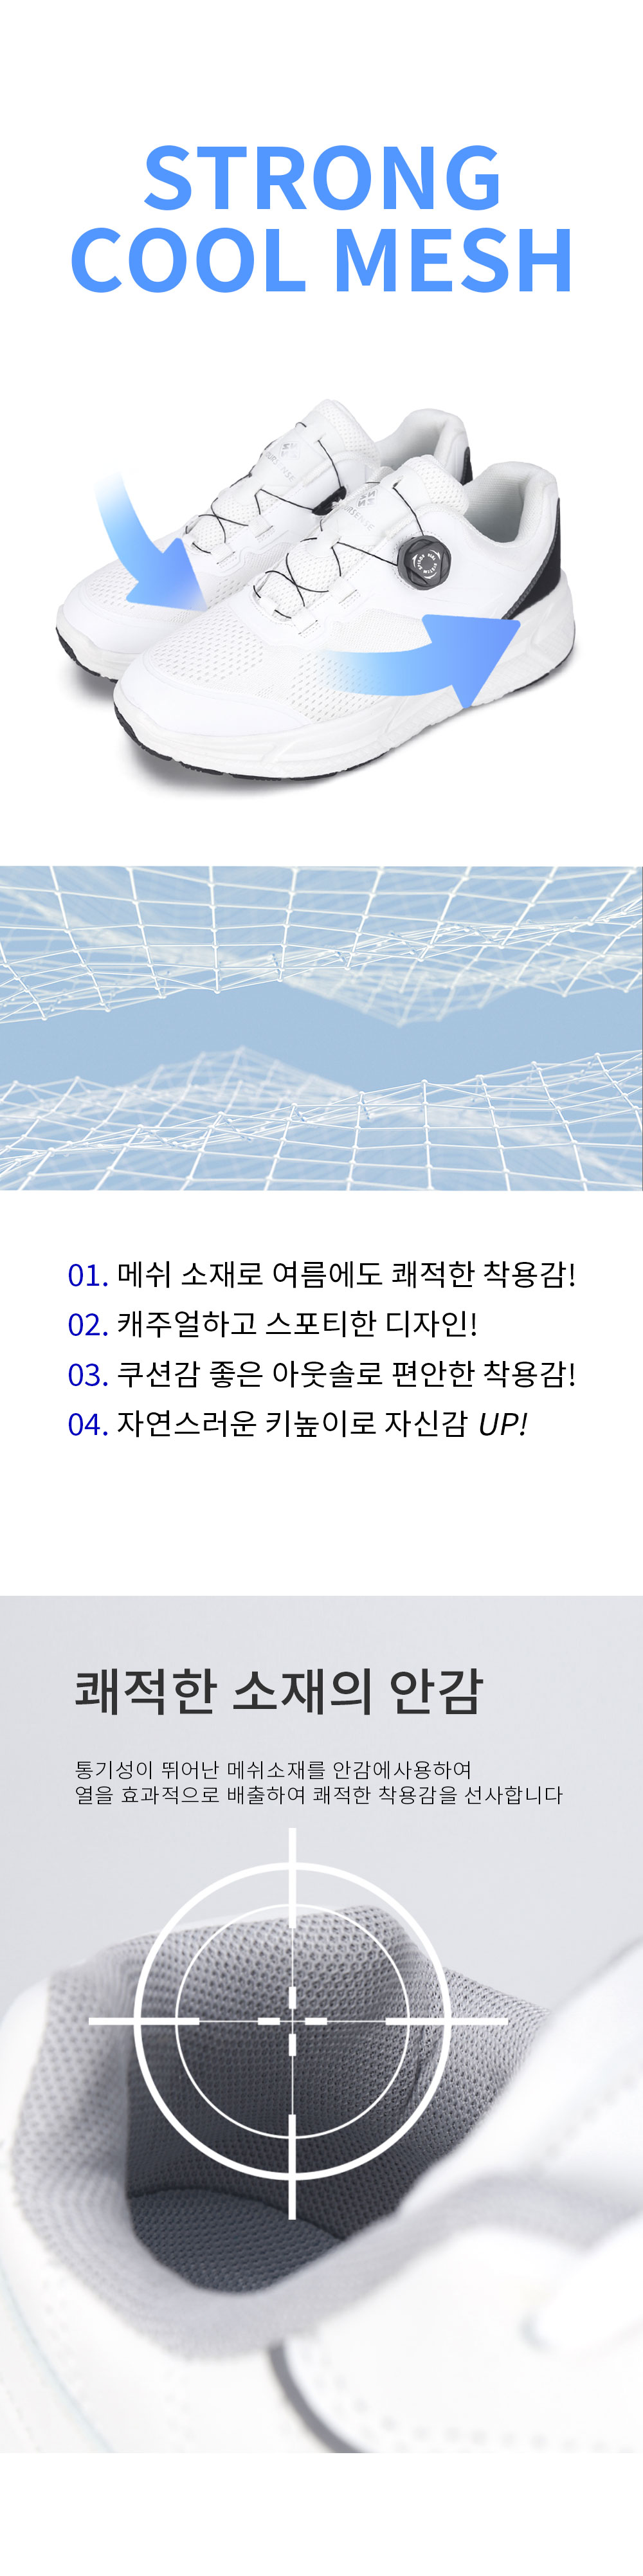 STRONG
COOL MESH
01. 메쉬 소재로 여름에도 쾌적한 착용감!
02. 캐주얼하고 스포티한 디자인!
03. 쿠션감 좋은 아웃솔로 편안한 착용감!
04. 자연스러운 키높이로 자신감 UP!
쾌적한 소재의 안감
통기성이 뛰어난 메쉬소재를 안감에사용하여
열을 효과적으로 배출하여 쾌적한 착용감을 선사합니다